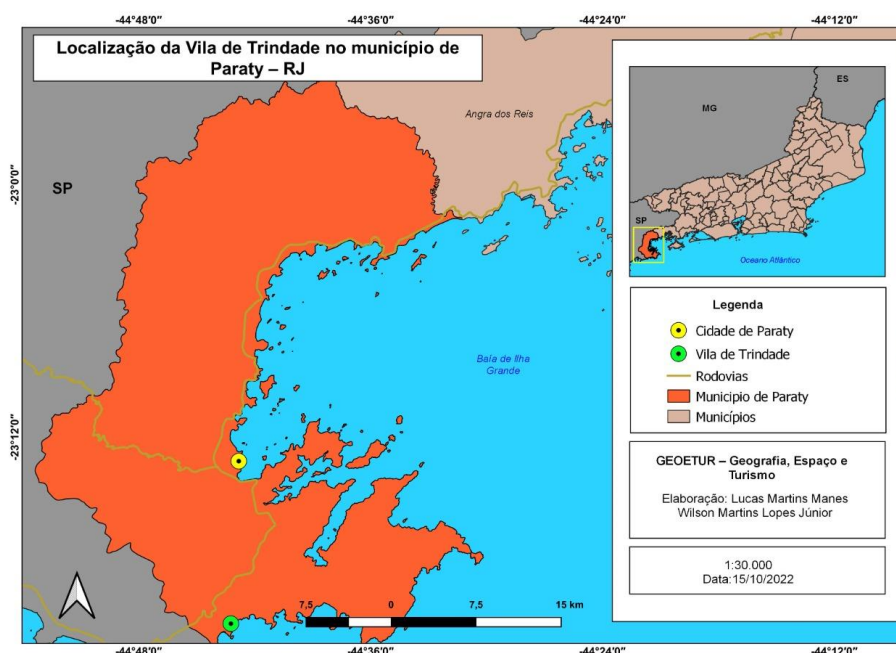 -44°48'0"
-44°36'0"
-44°24'0"
-44°12'0"
Localização da Vila de Trindade no município de
Paraty – RJ
ES
MG
Angra dos Reis
SP
-23°0'0"
SP
Oceano Atlântico
Legenda
Cidade de Paraty
Vila de Trindade
Rodovias
Municipio de Paraty
Municípios
Baía de Ilha
Grande
-23°12'0"
GEOETUR – Geografia, Espaço e
Turismo
Elaboração: Lucas Martins Manes
Wilson Martins Lopes Júnior
1:30.000
Data:15/10/2022
7,5
0
7,5
15 km
-44°48'0"
-44°36'0"
-44°24'0"
-44°12'0"